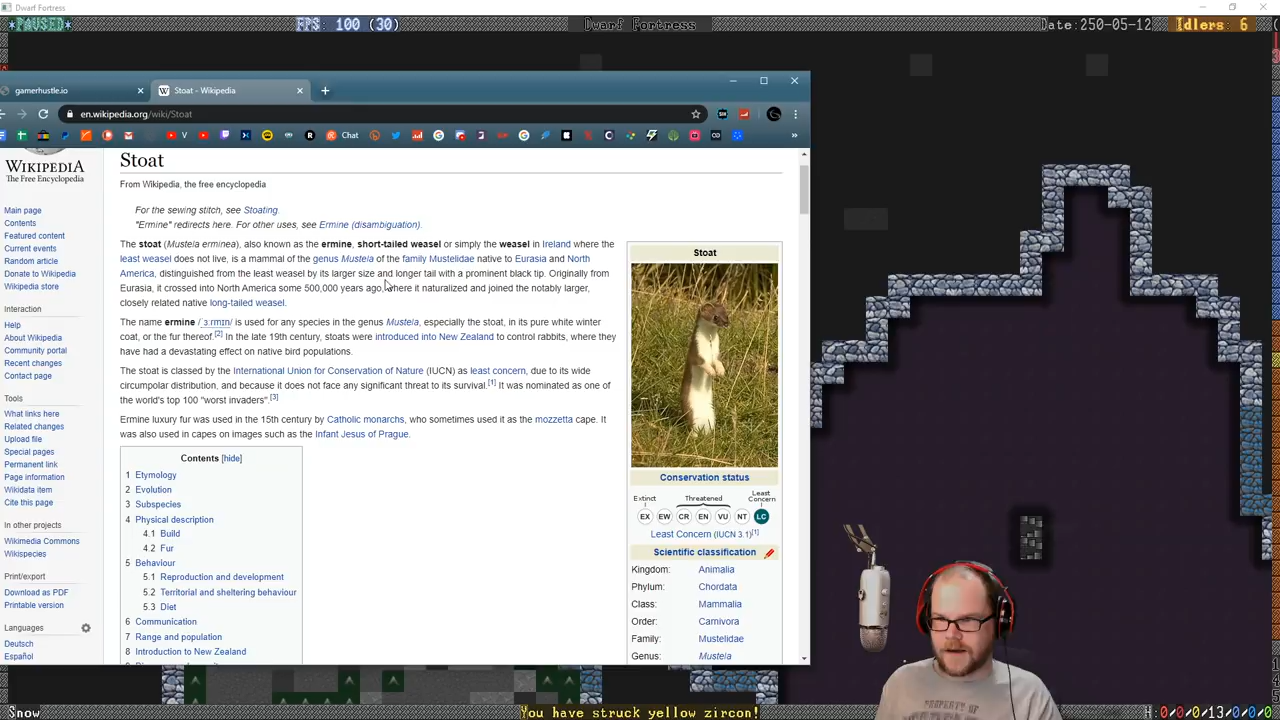 Dwarf Fortress
*PAUSED*
FPS: 100 (30)
Dwarf Fortress
Date:250-05-12
Idlers: 6
gamerhustle.io
Stoat - Wikipedia
en.wikipedia.org/wiki/Stoat
V
Chat
WIKIPEDIA
The Free Encyclopedia
Main page
Contents
Featured content
Current events
Random article
Donate to Wikipedia
Wikipedia store
Interaction
Help
About Wikipedia
Community portal
Recent changes
Contact page
Tools
What links here
Related changes
Upload file
Special pages
Permanent link
Page information
Wikidata item
Cite this page
In other projects
Wikimedia Commons
Wikispecies
Print/export
Download as PDF
Printable version
Languages
Deutsch
Español
Stoat
From Wikipedia, the free encyclopedia
For the sewing stitch, see Stoating.
"Ermine" redirects here. For other uses, see Ermine (disambiguation).
The stoat (Mustela erminea), also known as the ermine, short-tailed weasel or simply the weasel in Ireland where the
least weasel does not live, is a mammal of the genus Mustela of the family Mustelidae native to Eurasia and North
America, distinguished from the least weasel by its larger size and longer tail with a prominent black tip. Originally from
Eurasia, it crossed into North America some 500,000 years ago, where it naturalized and joined the notably larger,
closely related native long-tailed weasel.
The name ermine /ˈɜːrmɪn/ is used for any species in the genus Mustela, especially the stoat, in its pure white winter
coat, or the fur thereof.[2] In the late 19th century, stoats were introduced into New Zealand to control rabbits, where they
have had a devastating effect on native bird populations.
The stoat is classed by the International Union for Conservation of Nature (IUCN) as least concern, due to its wide
circumpolar distribution, and because it does not face any significant threat to its survival.[1] It was nominated as one of
the world's top 100 "worst invaders".[3]
Ermine luxury fur was used in the 15th century by Catholic monarchs, who sometimes used it as the mozzetta cape. It
was also used in capes on images such as the Infant Jesus of Prague.
Contents [hide]
1 Etymology
2 Evolution
3 Subspecies
4 Physical description
4.1 Build
4.2 Fur
5 Behaviour
5.1 Reproduction and development
5.2 Territorial and sheltering behaviour
5.3 Diet
6 Communication
7 Range and population
8 Introduction to New Zealand
Stoat
Conservation status
Extinct
Threatened
Least
Concern
EX EW CR EN VU NT LC
Least Concern (IUCN 3.1)[1]
Scientific classification
Kingdom: Animalia
Phylum: Chordata
Class: Mammalia
Order: Carnivora
Family: Mustelidae
Genus: Mustela
PROPERTY OF
Snow
You have struck yellow zircon!
H:0/0/0/13/0/0/0